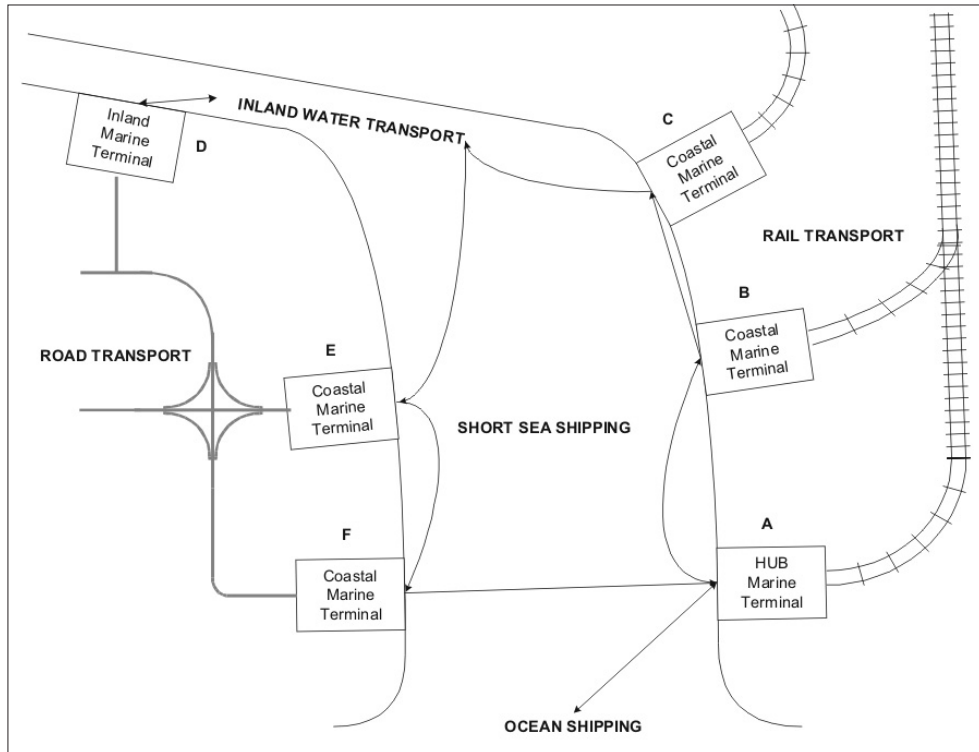 Inland
Marine
Terminal
D
INLAND WATER TRANSPORT
C
Coastal
Marine
Terminal
RAIL TRANSPORT
B
Coastal
Marine
Terminal
ROAD TRANSPORT
E
Coastal
Marine
Terminal
SHORT SEA SHIPPING
A
HUB
Marine
Terminal
F
Coastal
Marine
Terminal
OCEAN SHIPPING